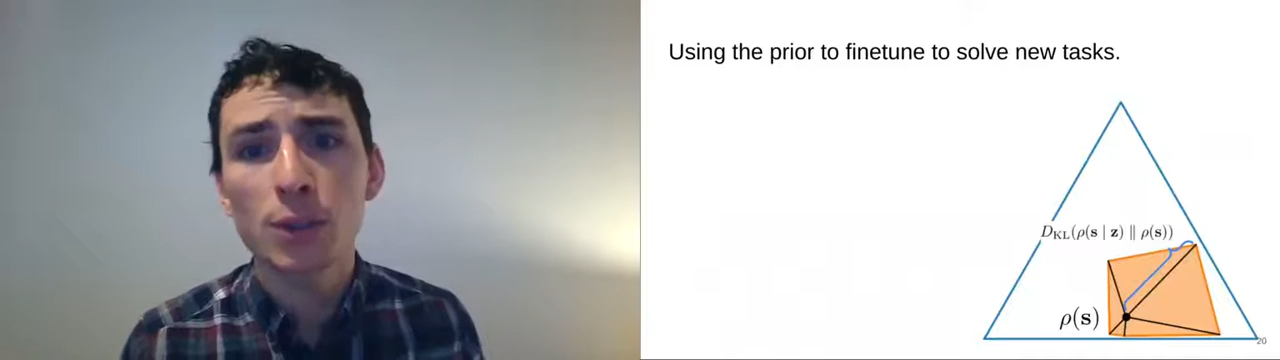 Using the prior to finetune to solve new tasks.
D_KL(ρ(s | z) ∥ ρ(s))
ρ(s)
20